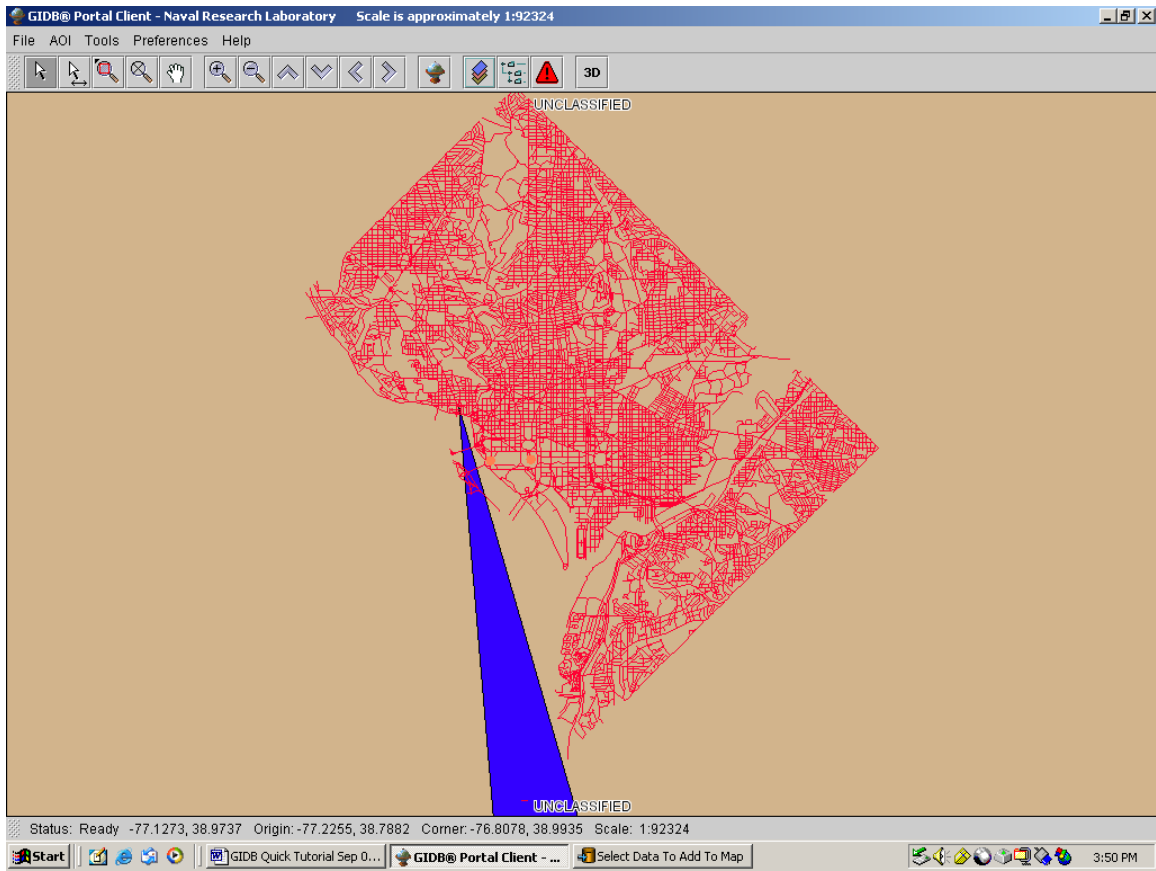 GIDB® Portal Client - Naval Research Laboratory Scale is approximately 1:92324
File AOI Tools Preferences Help
3D
UNCLASSIFIED
UNCLASSIFIED
Status: Ready -77.1273, 38.9737 Origin: -77.2255, 38.7882 Corner: -76.8078, 38.9935 Scale: 1:92324
Start GIDB Quick Tutorial Sep 0... GIDB® Portal Client - ... Select Data To Add To Map 3:50 PM